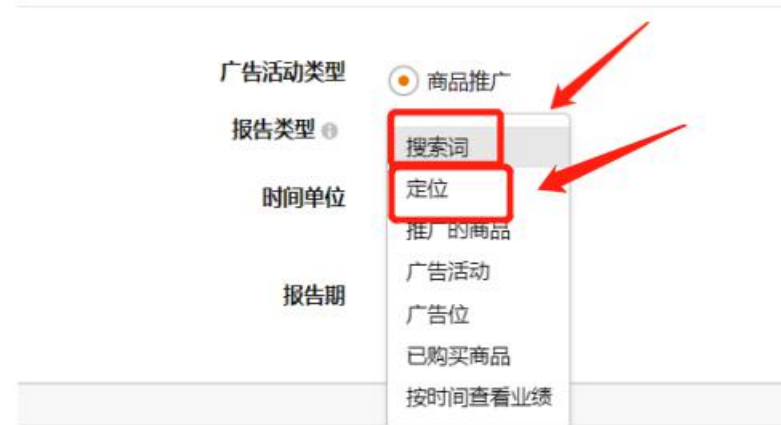 广告活动类型
商品推广
报告类型
搜索词
定位
时间单位
推广的商品
广告活动
报告期
广告位
已购买商品
按时间查看业绩